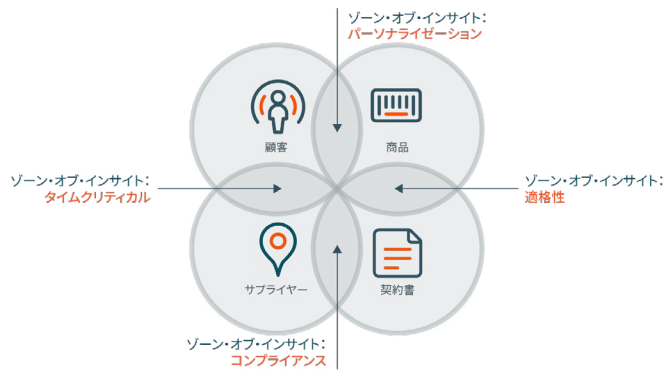 ゾーン・オブ・インサイト：
パーソナライゼーション
顧客
商品
ゾーン・オブ・インサイト：
タイムクリティカル
ゾーン・オブ・インサイト：
適格性
サプライヤー
契約書
ゾーン・オブ・インサイト：
コンプライアンス